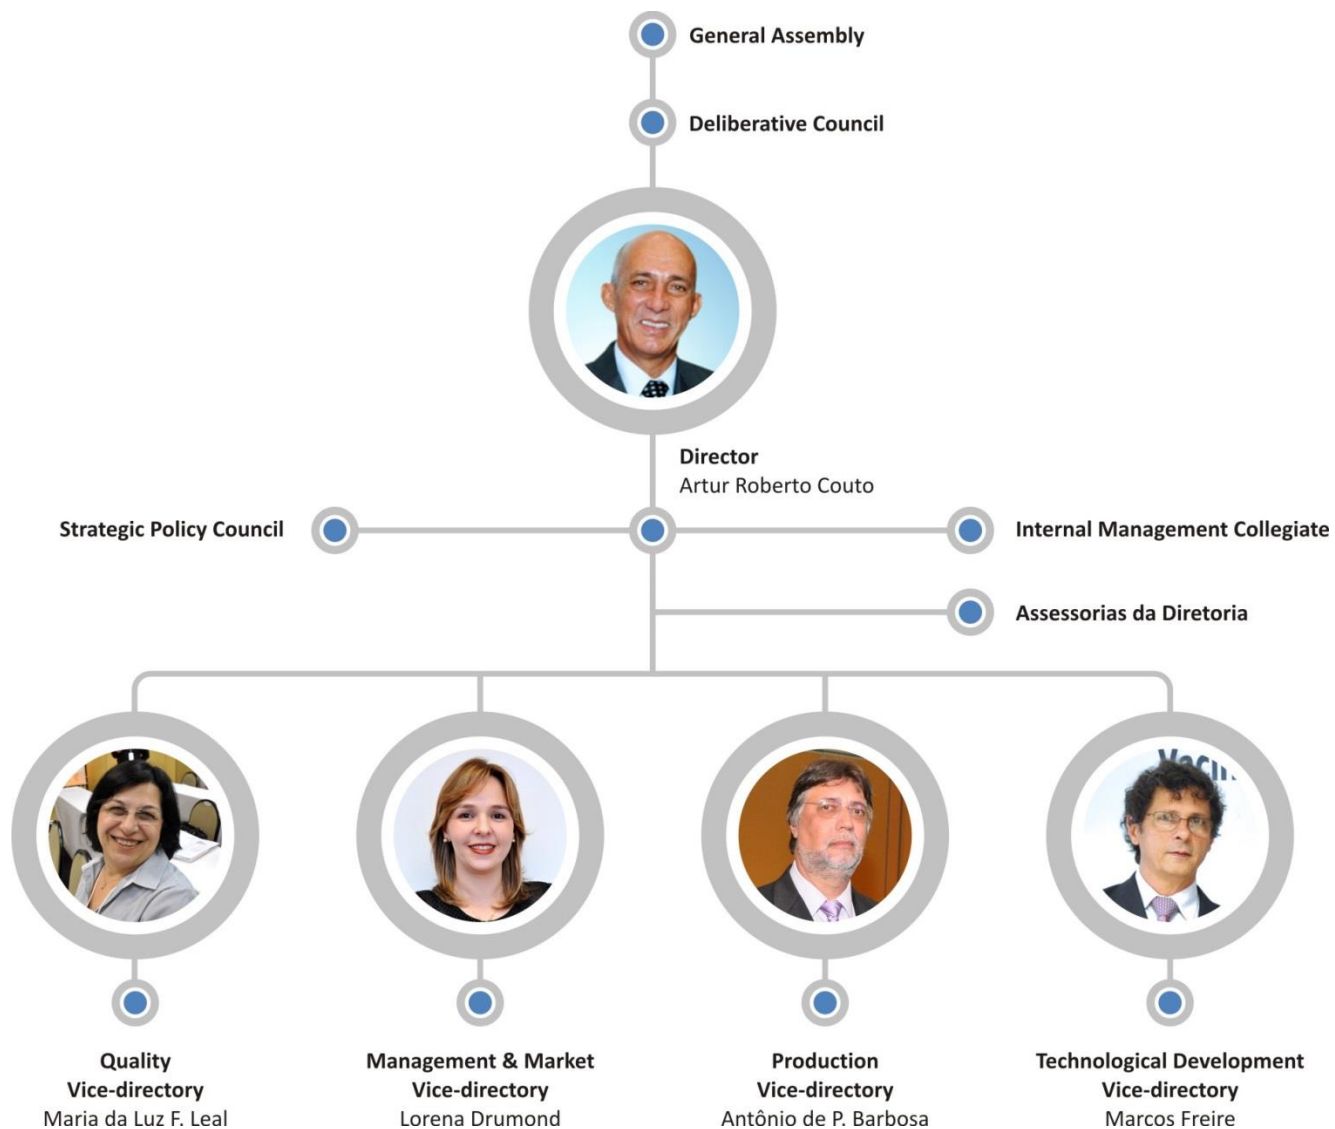 General Assembly
Deliberative Council
Director
Artur Roberto Couto
Strategic Policy Council
Internal Management Collegiate
Assessorias da Diretoria
Quality
Vice-directory
Maria da Luz F. Leal
Management & Market
Vice-directory
Lorena Drumond
Production
Vice-directory
Antônio de P. Barbosa
Technological Development
Vice-directory
Marcos Freire